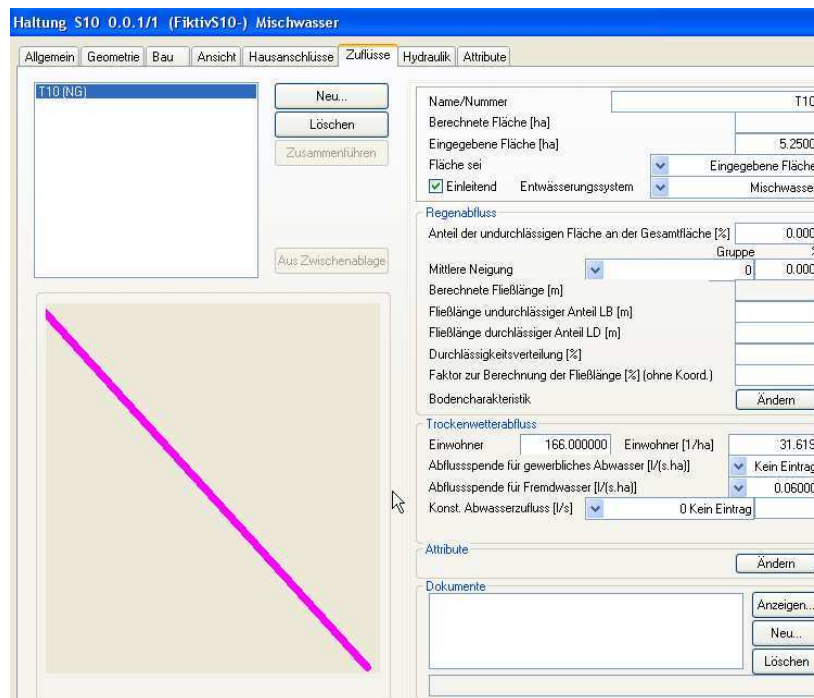 Haltung S10 0.0.1/1 (FiktivS10-) Mischwasser
Allgemein Geometrie Bau Ansicht Hausanschlüsse Zuflüsse Hydraulik Attribute
T10 (NG)
Neu...
Löschen
Zusammenführen
Aus Zwischenablage
Name/Nummer T10
Berechnete Fläche [ha]
Eingegebene Fläche [ha] 5.2500
Fläche sei Eingegebene Fläche
Einleitend Entwässerungssystem Mischwasse
Regenabfluss
Anteil der undurchlässigen Fläche an der Gesamtfläche [%] 0.000
Gruppe %
Mittlere Neigung 0 0.000
Berechnete Fließlänge [m]
Fließlänge undurchlässiger Anteil LB [m]
Fließlänge durchlässiger Anteil LD [m]
Durchlässigkeitsverteilung [%]
Faktor zur Berechnung der Fließlänge [%] (ohne Koord.)
Bodencharakteristik Ändern
Trockenwetterabfluss
Einwohner 166.000000 Einwohner [1/ha] 31.619
Abflussspende für gewerbliches Abwasser [l/(s.ha)] Kein Eintrag
Abflussspende für Fremdwasser [l/(s.ha)] 0.06000
Konst. Abwasserzufluss [l/s] 0 Kein Eintrag
Attribute
Ändern
Dokumente
Anzeigen...
Neu...
Löschen